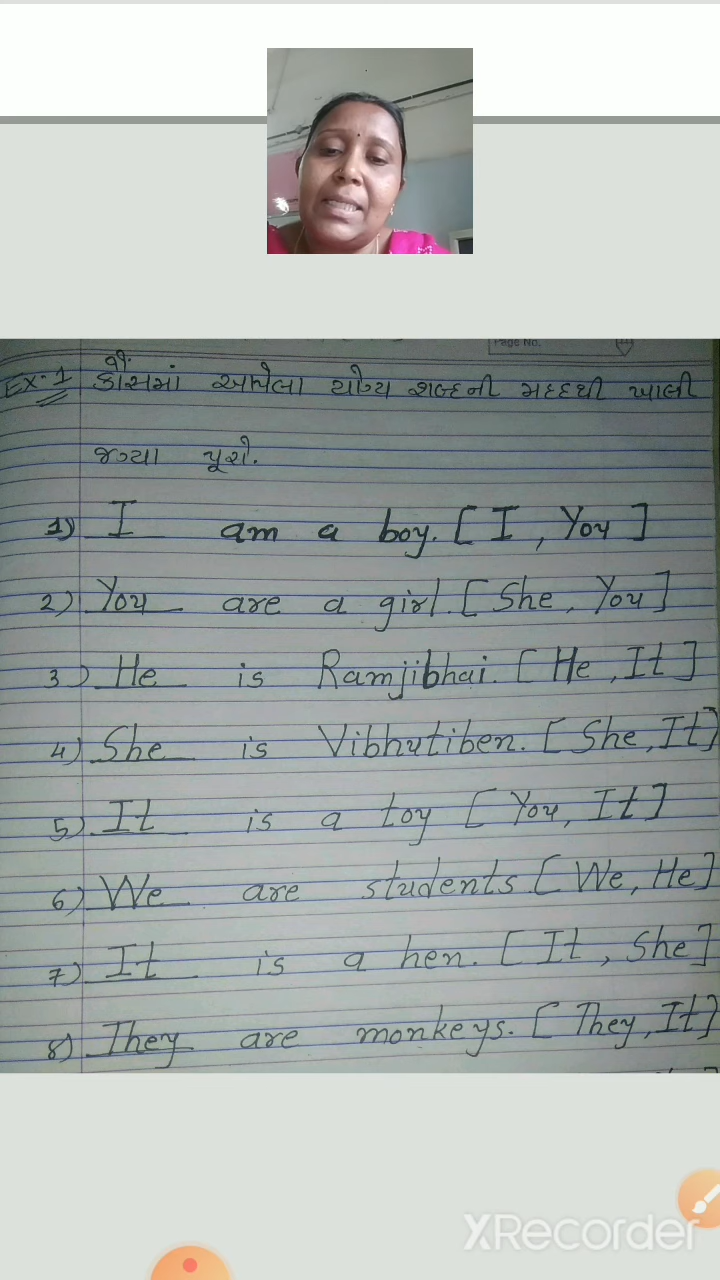 Page No.
Ex-1 કૌંસમાં આપેલા યોગ્ય શબ્દની મદદથી ખાલી
જગ્યા પૂરો.
1) I am a boy. [ I , You ]
2) You are a girl. [ She, You ]
3) He is Ramjibhai. [ He , It ]
4) She is Vibhutiben. [ She, It ]
5) It is a toy [ You, It ]
6) We are students [ We, He ]
7) It is a hen. [ It , She ]
8) They are monkeys. [ They, It ]
XRecorder